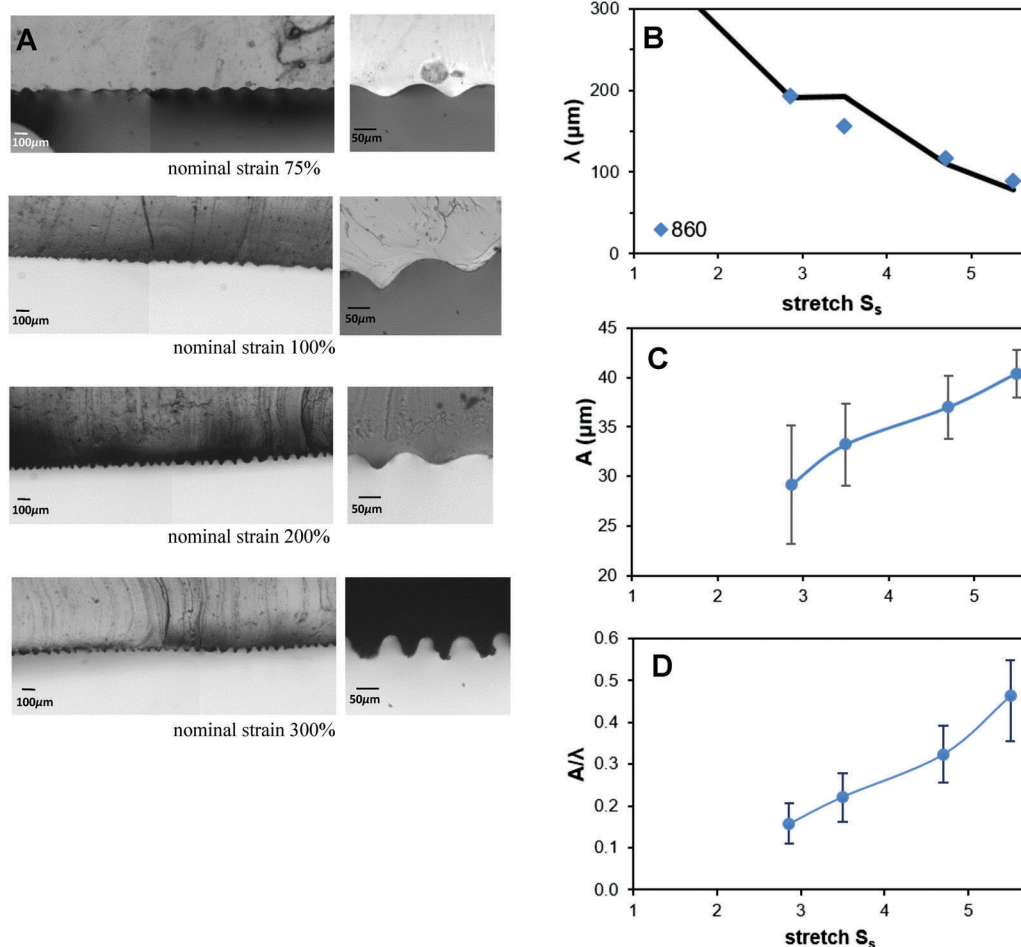 A
100µm
50µm
nominal strain 75%
100µm
50µm
nominal strain 100%
100µm
50µm
nominal strain 200%
100µm
50µm
nominal strain 300%
B
300
200
100
0
λ (µm)
860
1 2 3 4 5
stretch Sₛ
C
45
40
35
30
25
20
A (µm)
1 2 3 4 5
D
0.6
0.5
0.4
0.3
0.2
0.1
0.0
A/λ
1 2 3 4 5
stretch Sₛ